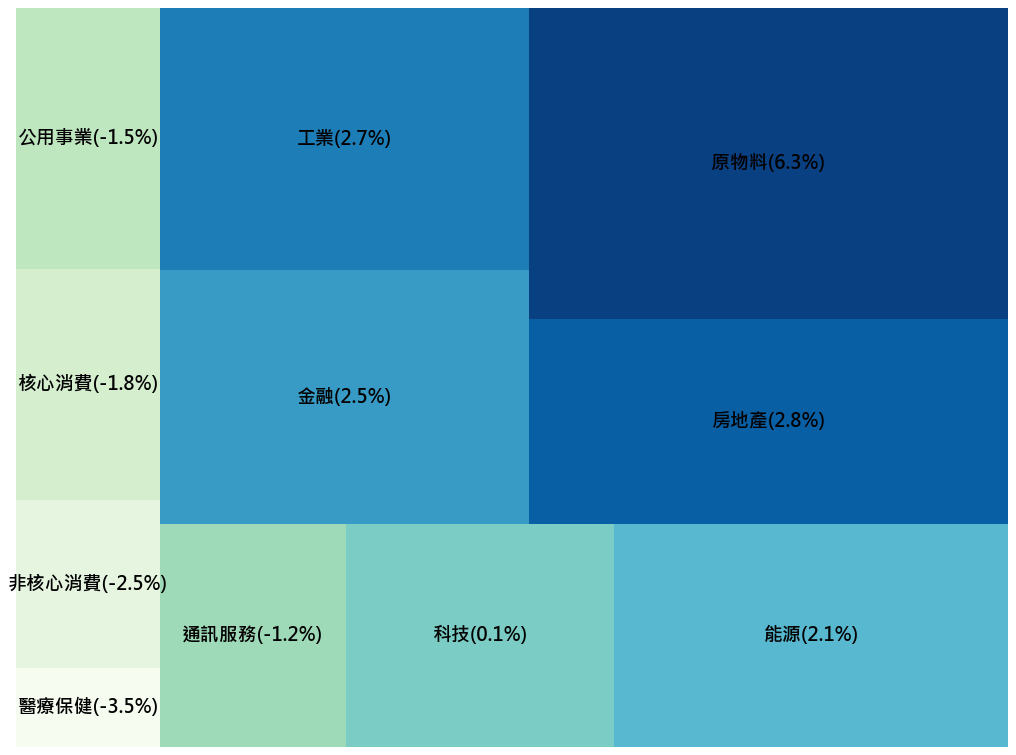 公用事業(-1.5%)
工業(2.7%)
原物料(6.3%)
核心消費(-1.8%)
金融(2.5%)
房地產(2.8%)
非核心消費(-2.5%)
通訊服務(-1.2%)
科技(0.1%)
能源(2.1%)
醫療保健(-3.5%)